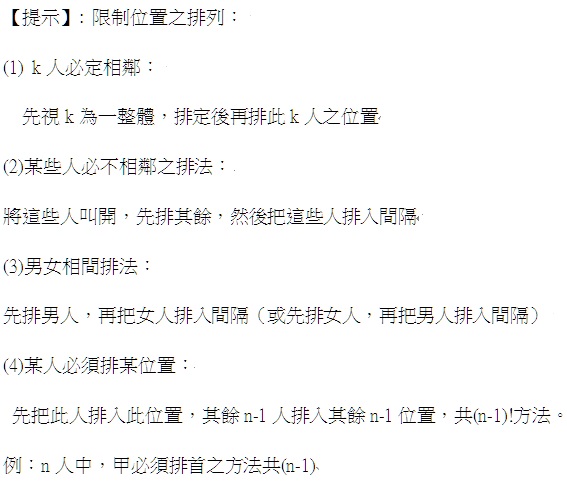 【提示】: 限制位置之排列：
(1) k 人必定相鄰：
先視 k 為一整體，排定後再排此 k 人之位置
(2)某些人必不相鄰之排法：
將這些人叫開，先排其餘，然後把這些人排入間隔
(3)男女相間排法：
先排男人，再把女人排入間隔（或先排女人，再把男人排入間隔）
(4)某人必須排某位置：
先把此人排入此位置，其餘 n-1 人排入其餘 n-1 位置，共(n-1)!方法。
例：n 人中，甲必須排首之方法共(n-1)